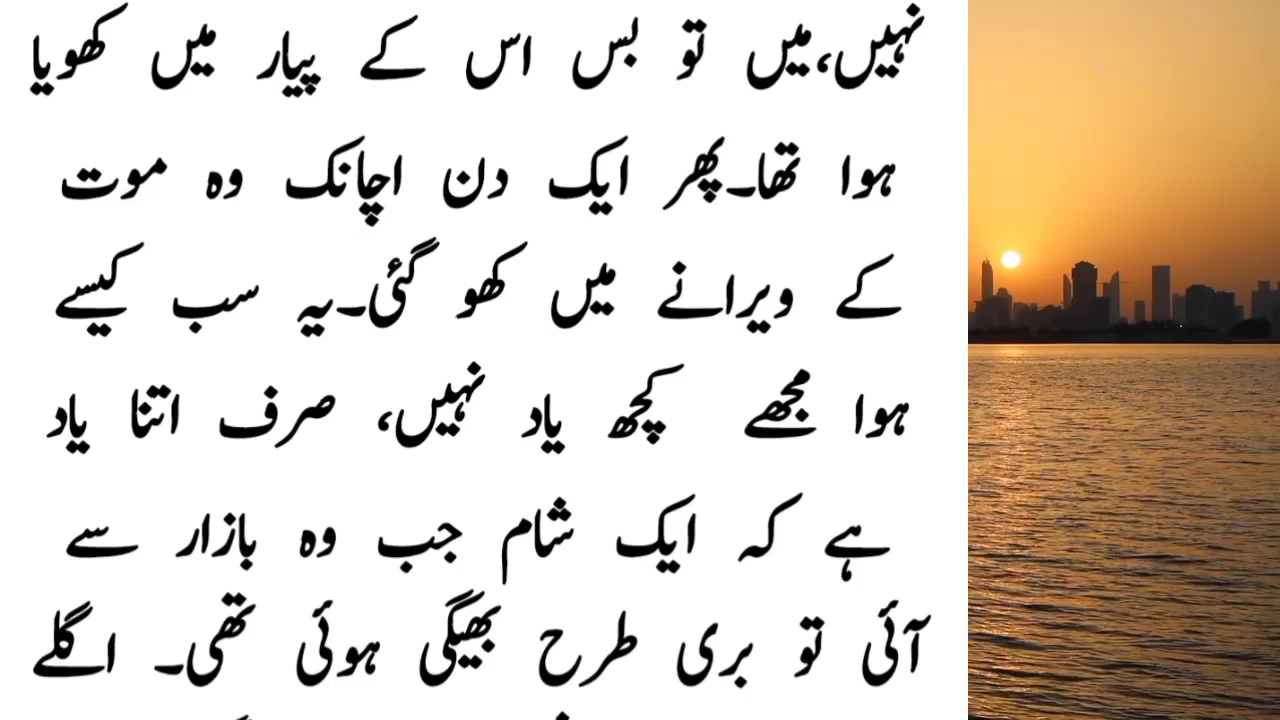 نہیں،میں تو بس اس کے پیار میں کھویا
ہوا تھا۔پھر ایک دن اچانک وہ موت
کے ویرانے میں کھو گئی۔یہ سب کیسے
ہوا مجھے کچھ یاد نہیں، صرف اتنا یاد
ہے کہ ایک شام جب وہ بازار سے
آئی تو بری طرح بھیگی ہوئی تھی۔ اگلے